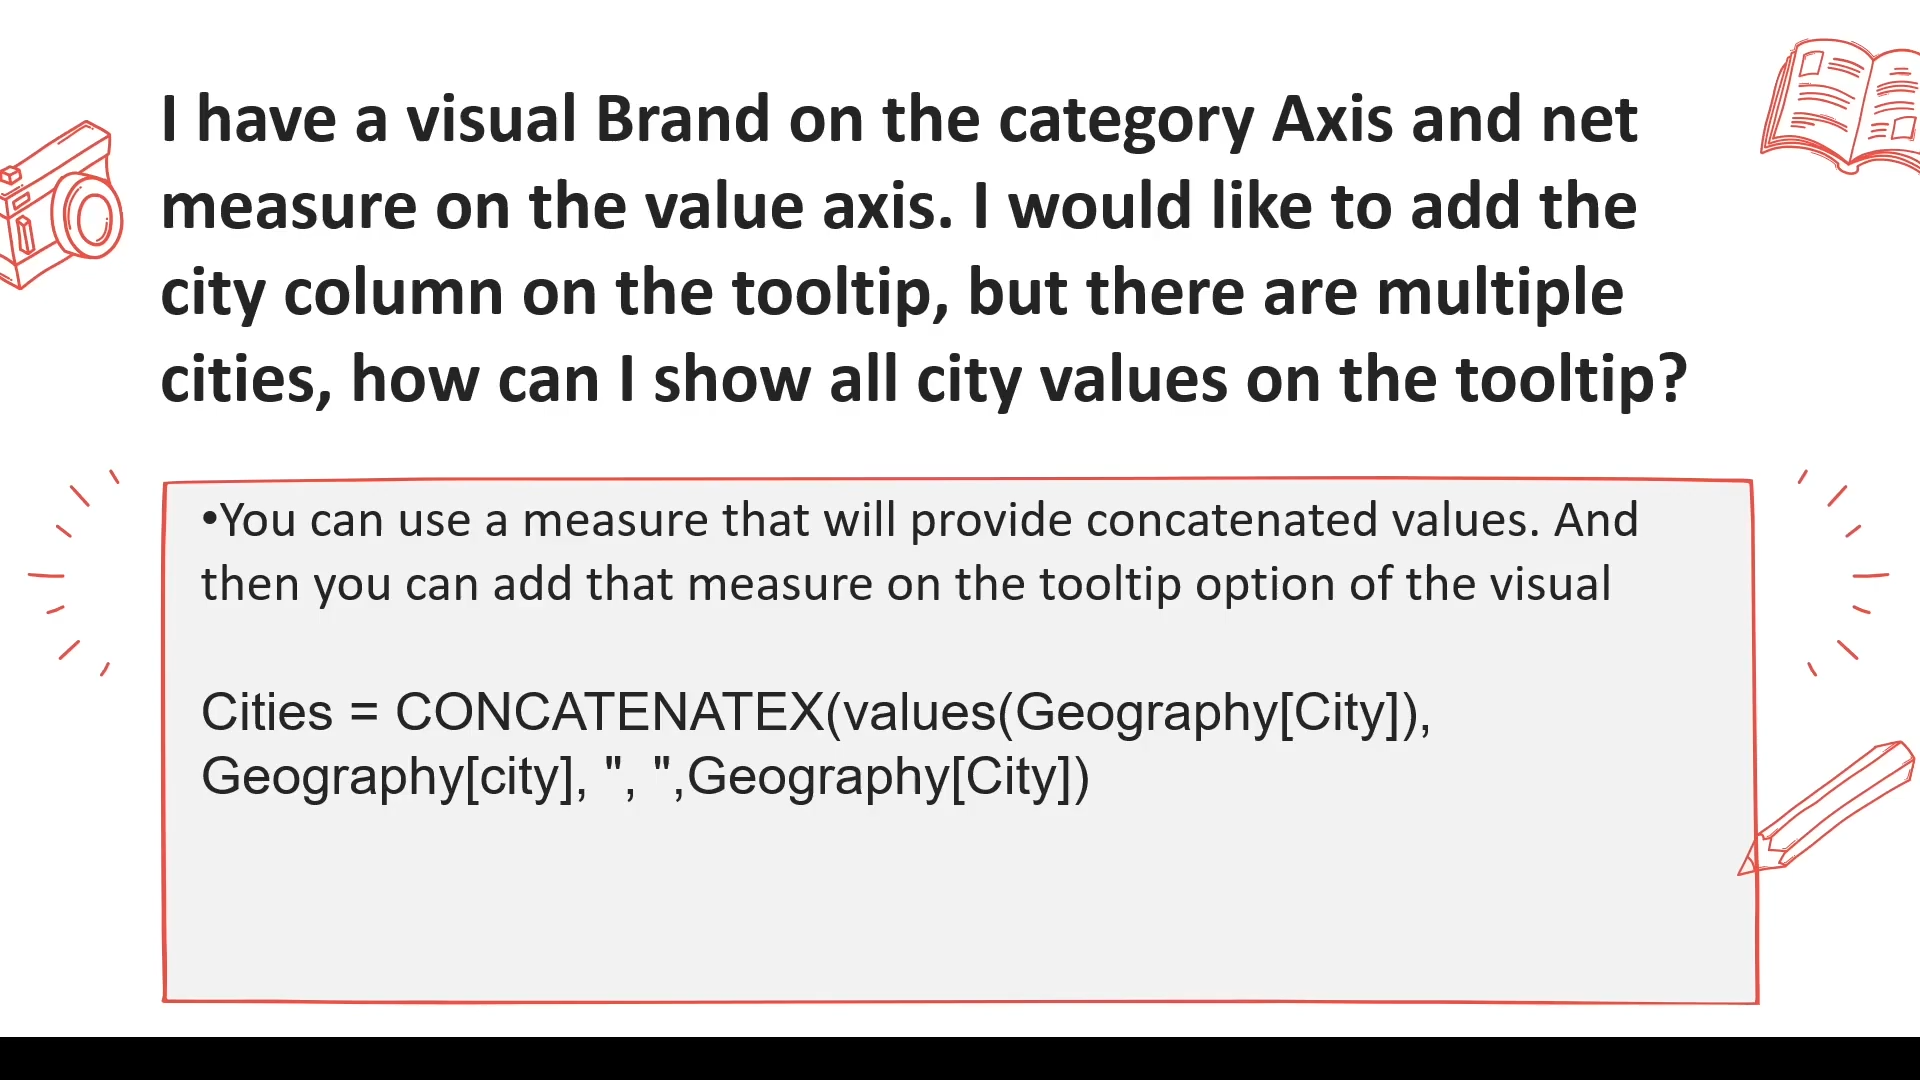 I have a visual Brand on the category Axis and net
measure on the value axis. I would like to add the
city column on the tooltip, but there are multiple
cities, how can I show all city values on the tooltip?
•You can use a measure that will provide concatenated values. And
then you can add that measure on the tooltip option of the visual
Cities = CONCATENATEX(values(Geography[City]),
Geography[city], ", ",Geography[City])